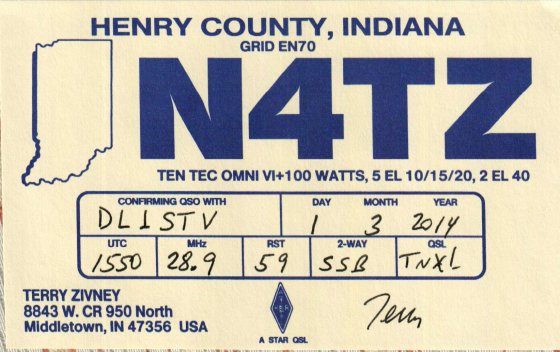 HENRY COUNTY, INDIANA
GRID EN70
N4TZ
TEN TEC OMNI VI+100 WATTS, 5 EL 10/15/20, 2 EL 40
CONFIRMING QSO WITH DAY MONTH YEAR
DL1STV 1 3 2014
UTC MHz RST 2-WAY QSL
1550 28.9 59 SSB TNXL
TERRY ZIVNEY
8843 W. CR 950 North
Middletown, IN 47356 USA
Terry
A STAR QSL